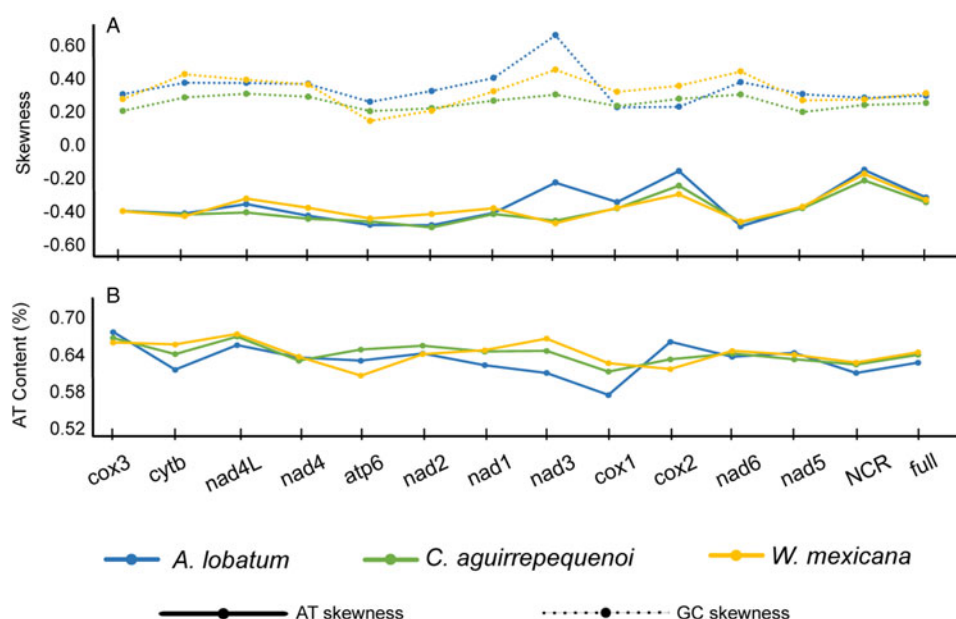 A
0.60
0.40
0.20
0.0
-0.20
-0.40
-0.60
Skewness
B
0.70
0.64
0.58
0.52
AT Content (%)
cox3 cytb nad4L nad4 atp6 nad2 nad1 nad3 cox1 cox2 nad6 nad5 NCR full
A. lobatum C. aguirrepequenoi W. mexicana
AT skewness GC skewness